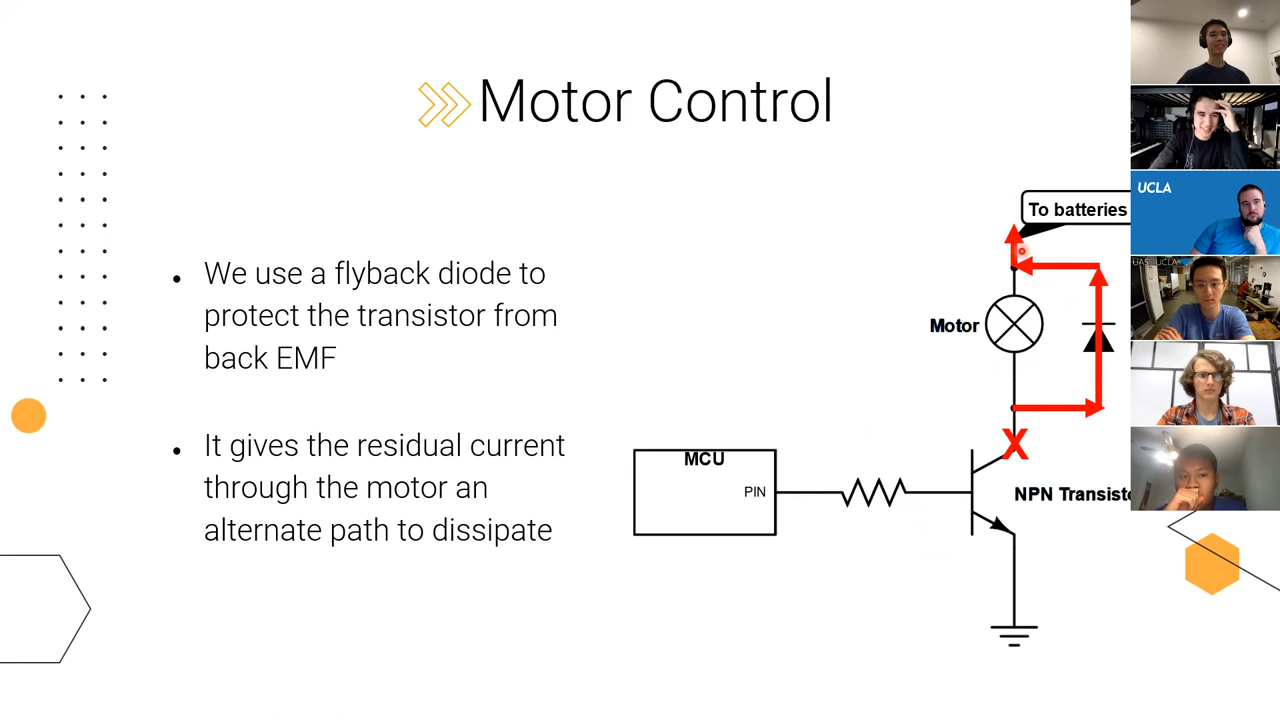 Motor Control
To batteries
We use a flyback diode to
protect the transistor from
back EMF
Motor
It gives the residual current
through the motor an
alternate path to dissipate
MCU
PIN
NPN
X
UCLA